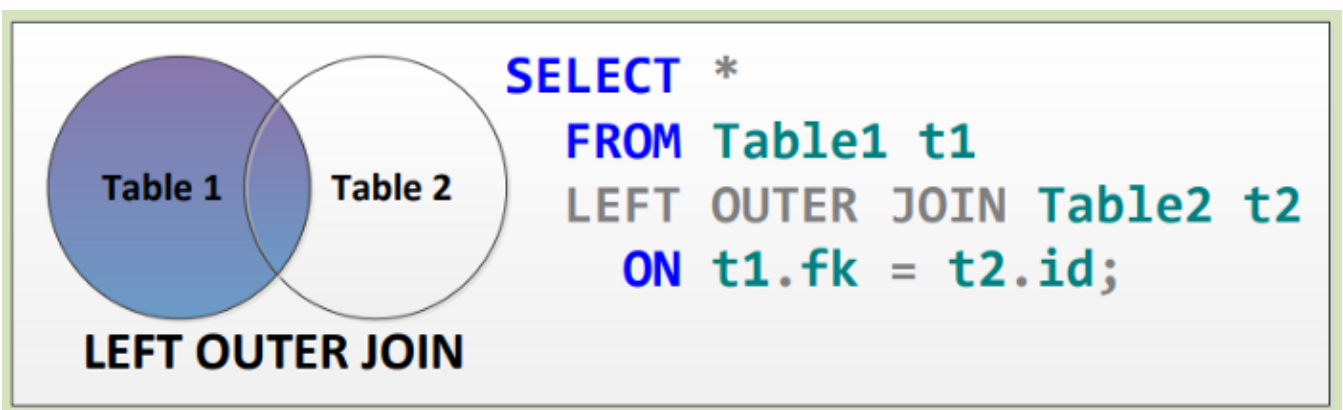 Table 1
Table 2
LEFT OUTER JOIN
SELECT *
FROM Table1 t1
LEFT OUTER JOIN Table2 t2
ON t1.fk = t2.id;